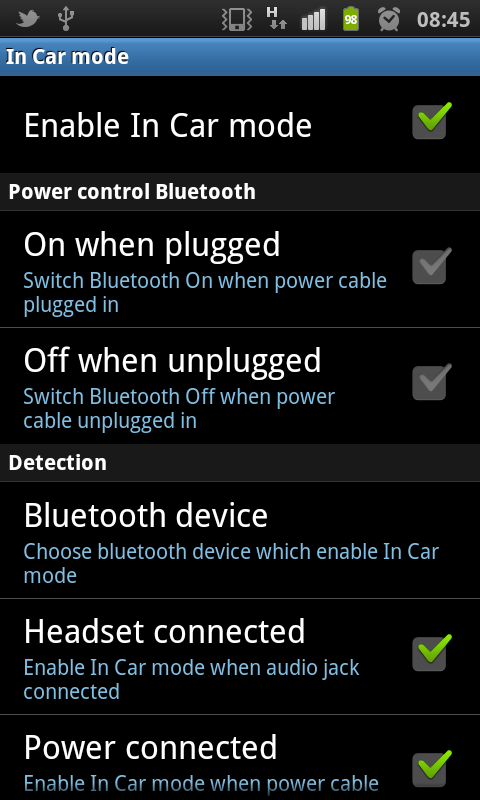 H 98 08:45
In Car mode
Enable In Car mode
Power control Bluetooth
On when plugged
Switch Bluetooth On when power cable
plugged in
Off when unplugged
Switch Bluetooth Off when power
cable unplugged in
Detection
Bluetooth device
Choose bluetooth device which enable In Car
mode
Headset connected
Enable In Car mode when audio jack
connected
Power connected
Enable In Car mode when power cable